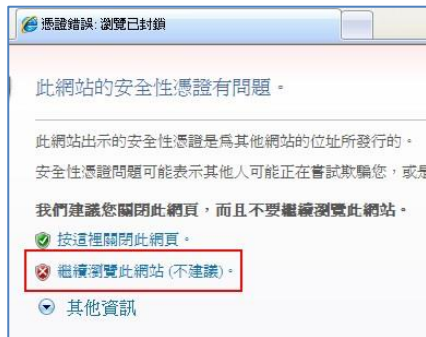 憑證錯誤: 瀏覽已封鎖
此網站的安全性憑證有問題。
此網站出示的安全性憑證是為其他網站的位址所發行的。
安全性憑證問題可能表示其他人可能正在嘗試欺騙您，或是
我們建議您關閉此網頁，而且不要繼續瀏覽此網站。
按這裡關閉此網頁。
繼續瀏覽此網站 (不建議)。
其他資訊